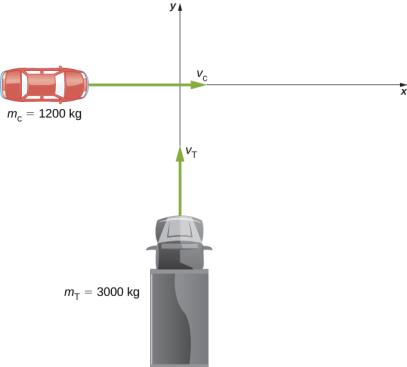 y
v_c
x
m_c = 1200 kg
v_T
m_T = 3000 kg